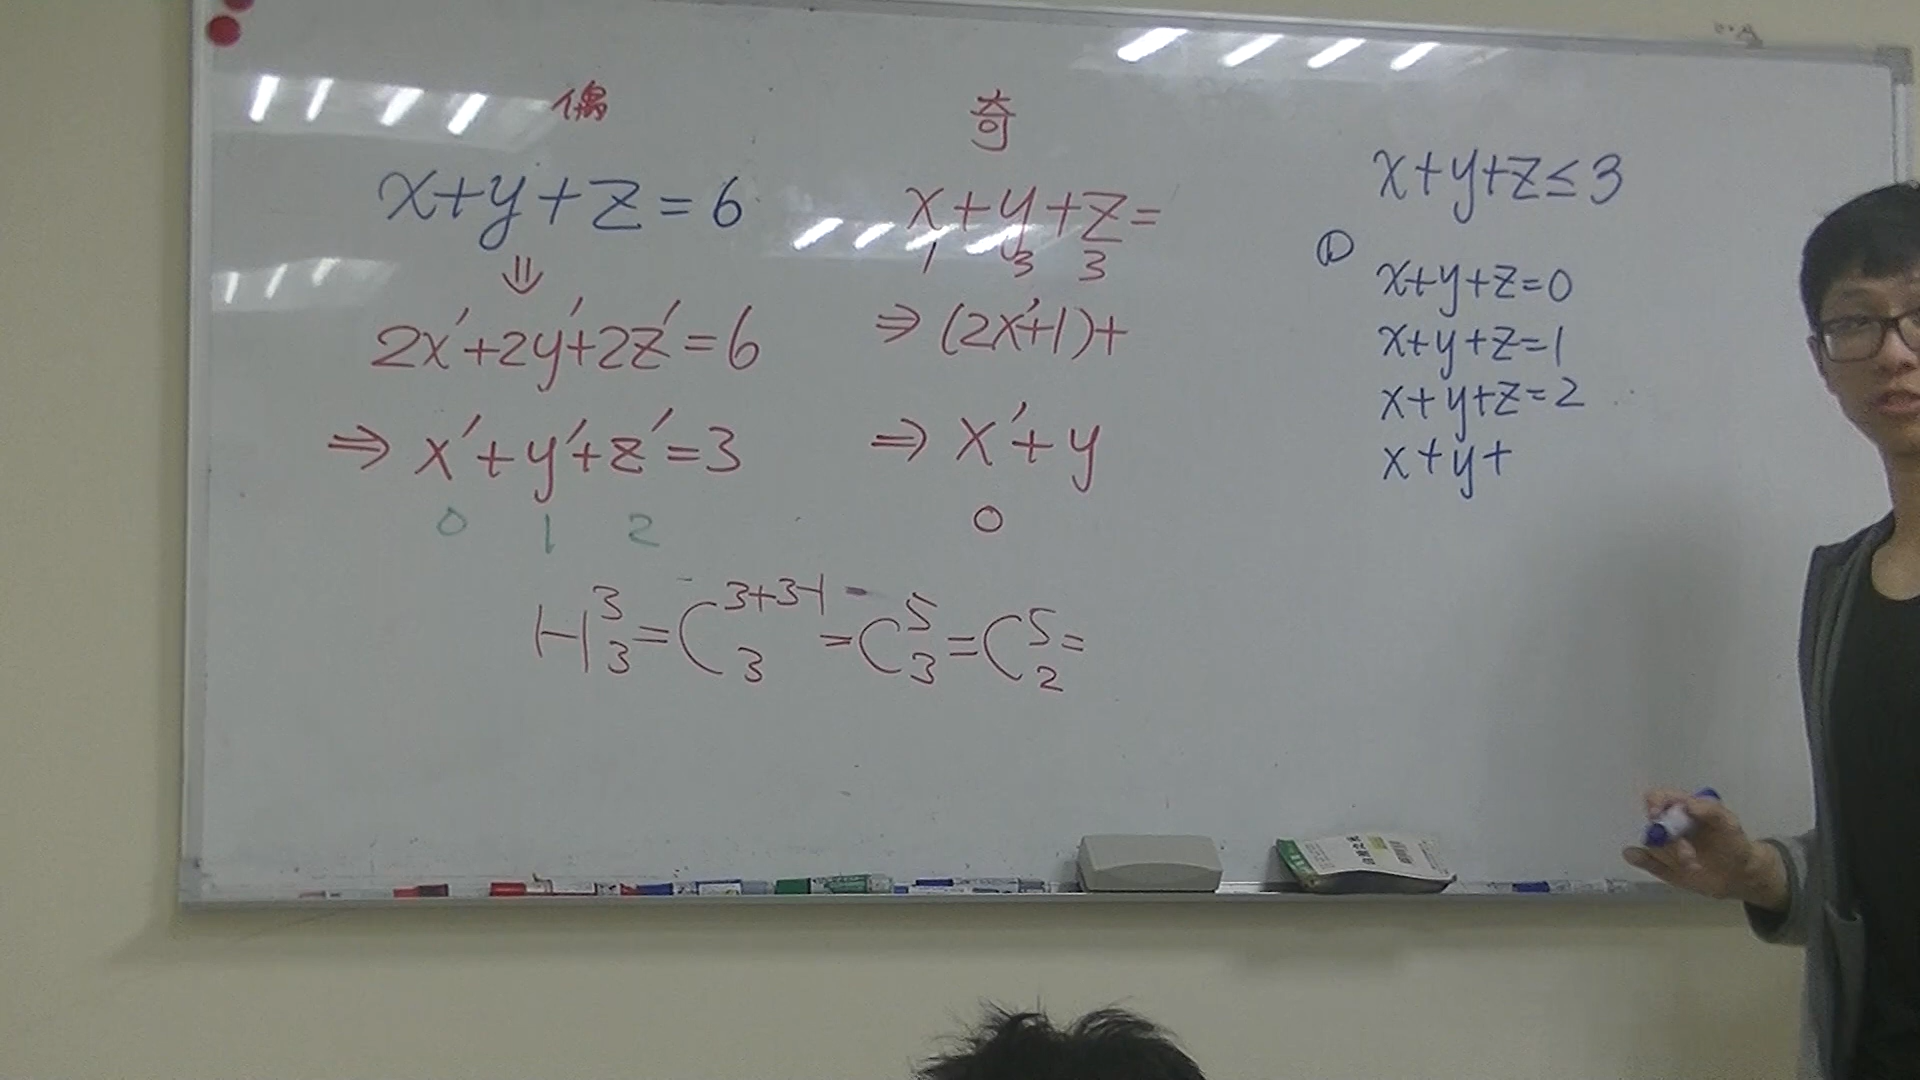 偶
x+y+z=6
⇓
2x′+2y′+2z′=6
⇒ x′+y′+z′=3
0 1 2
奇
x+y+z=
1 3 3
⇒ (2x′+1)+
⇒ x′+y
0
H³₃=C³⁺³⁻¹₃=C⁵₃=C⁵₂=
x+y+z≤3
①
x+y+z=0
x+y+z=1
x+y+z=2
x+y+